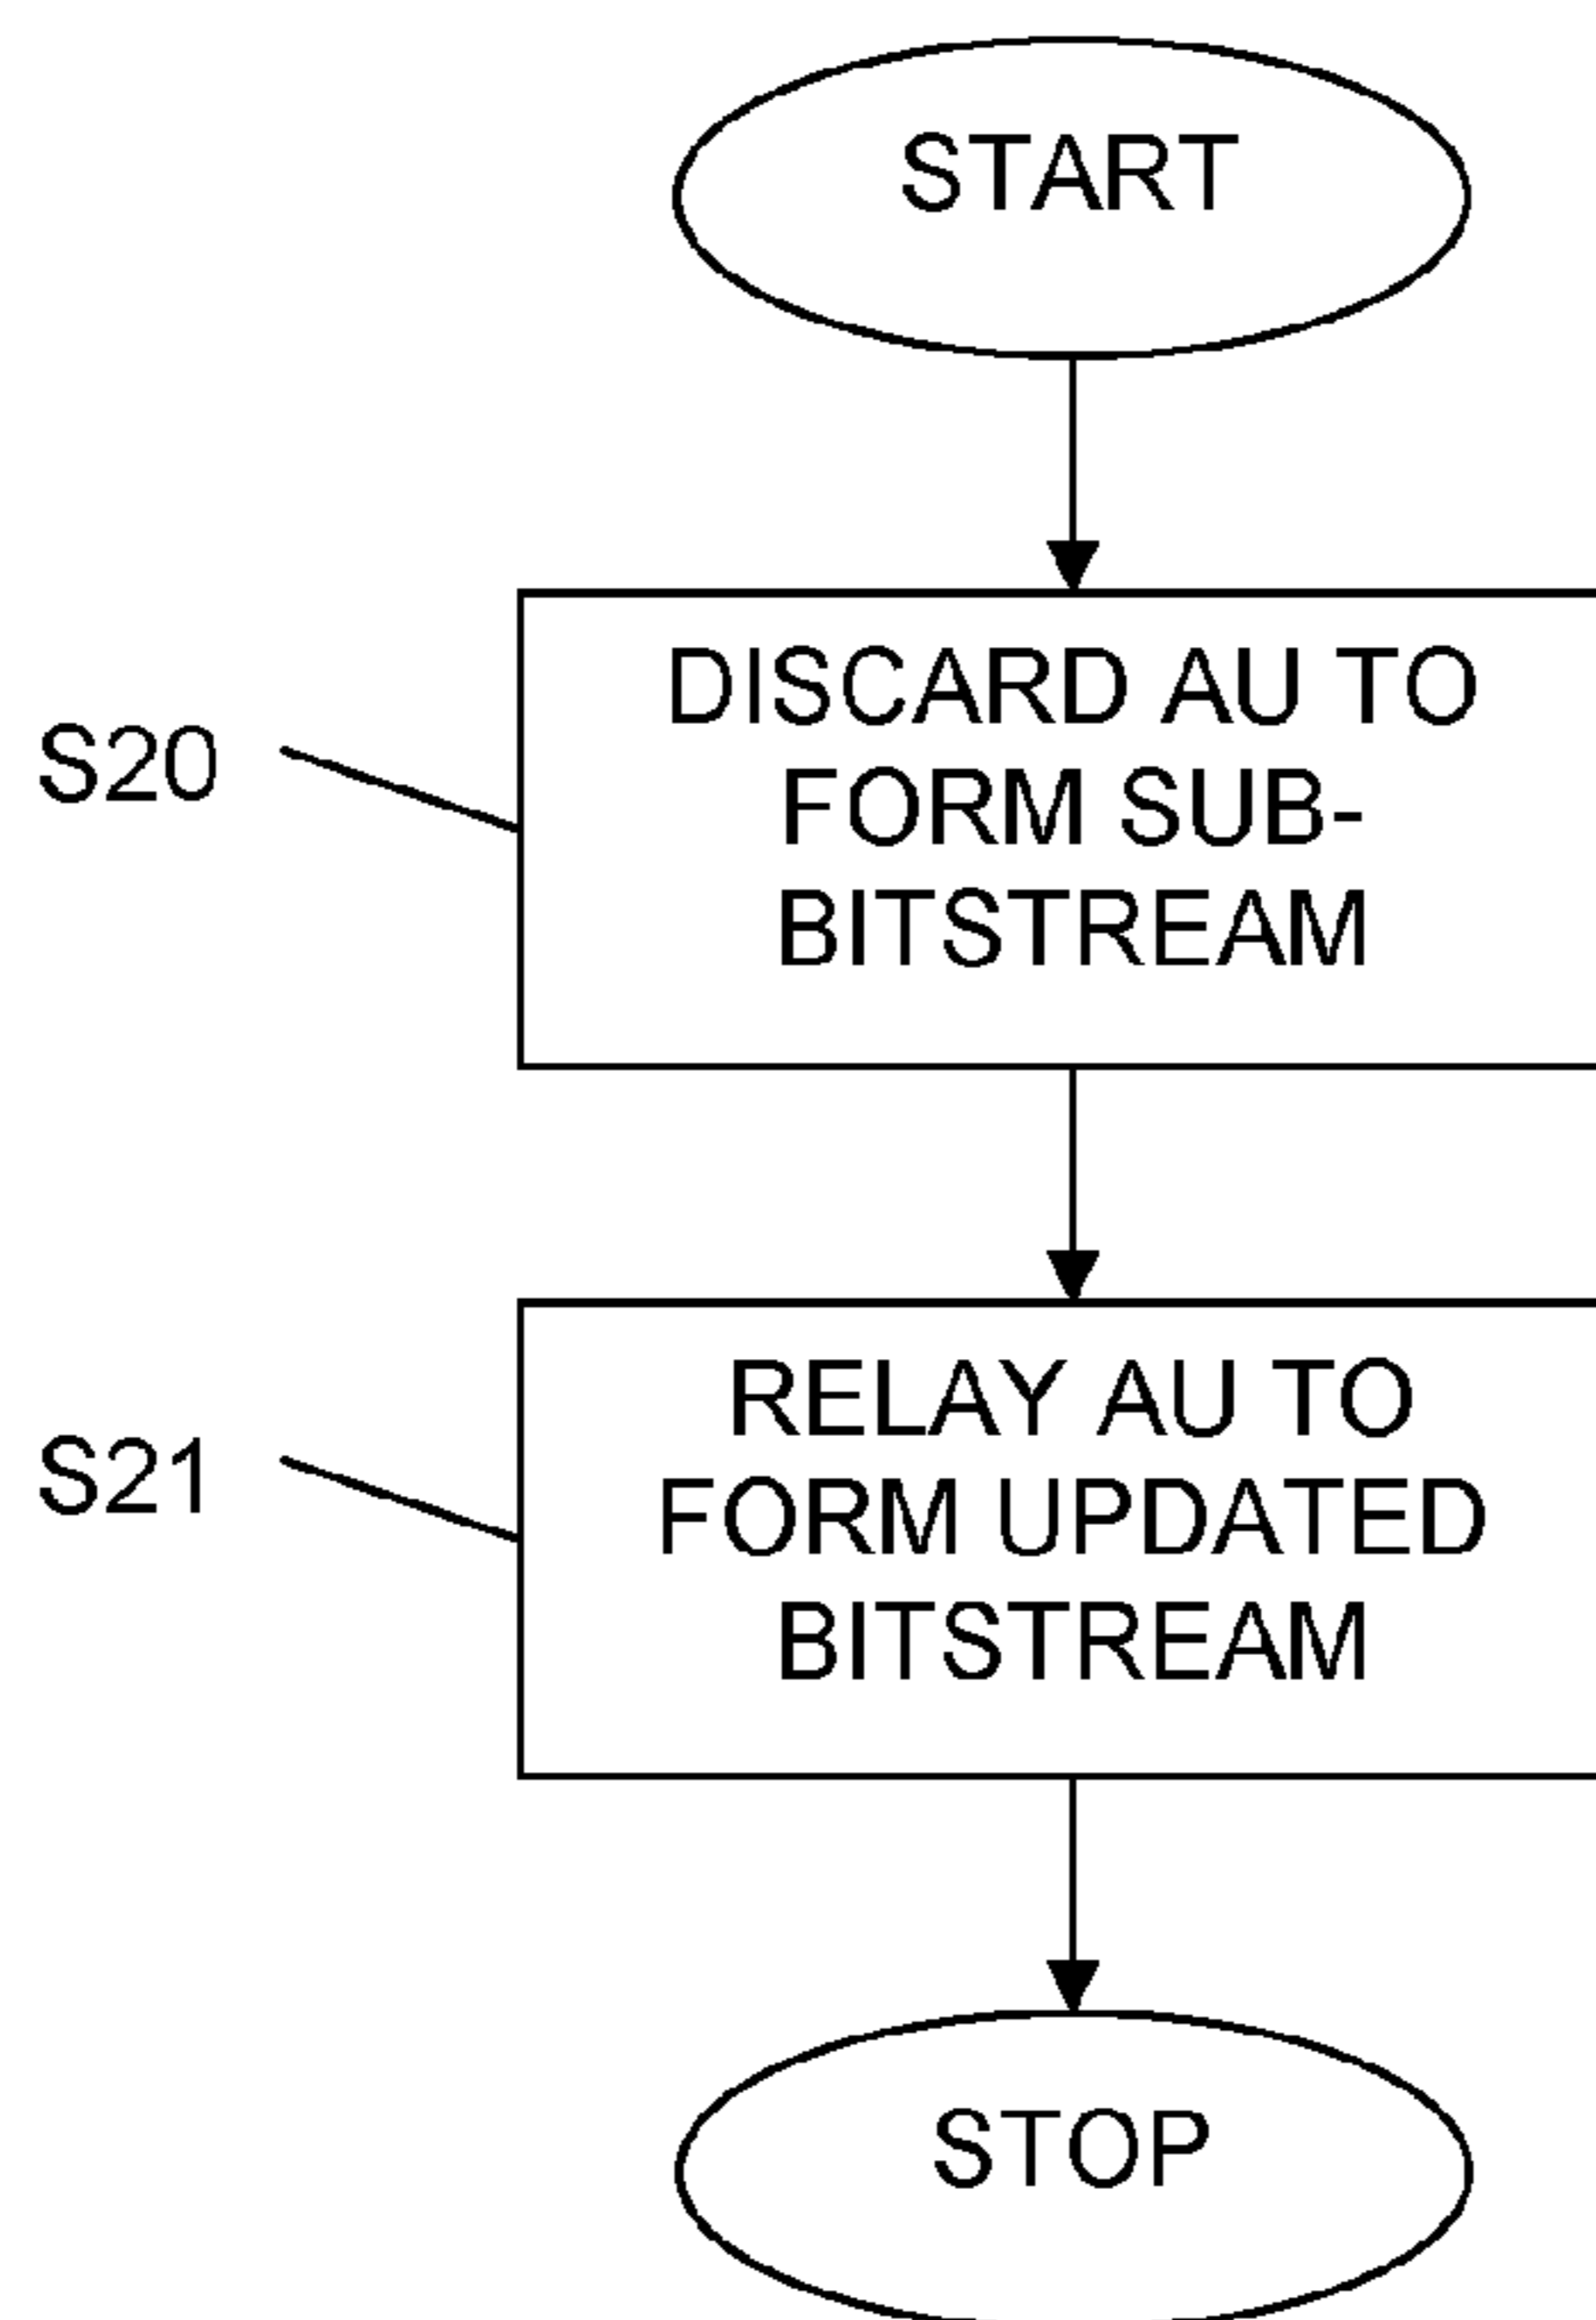 START
DISCARD AU TO
FORM SUB-
BITSTREAM
S20
RELAY AU TO
FORM UPDATED
BITSTREAM
S21
STOP